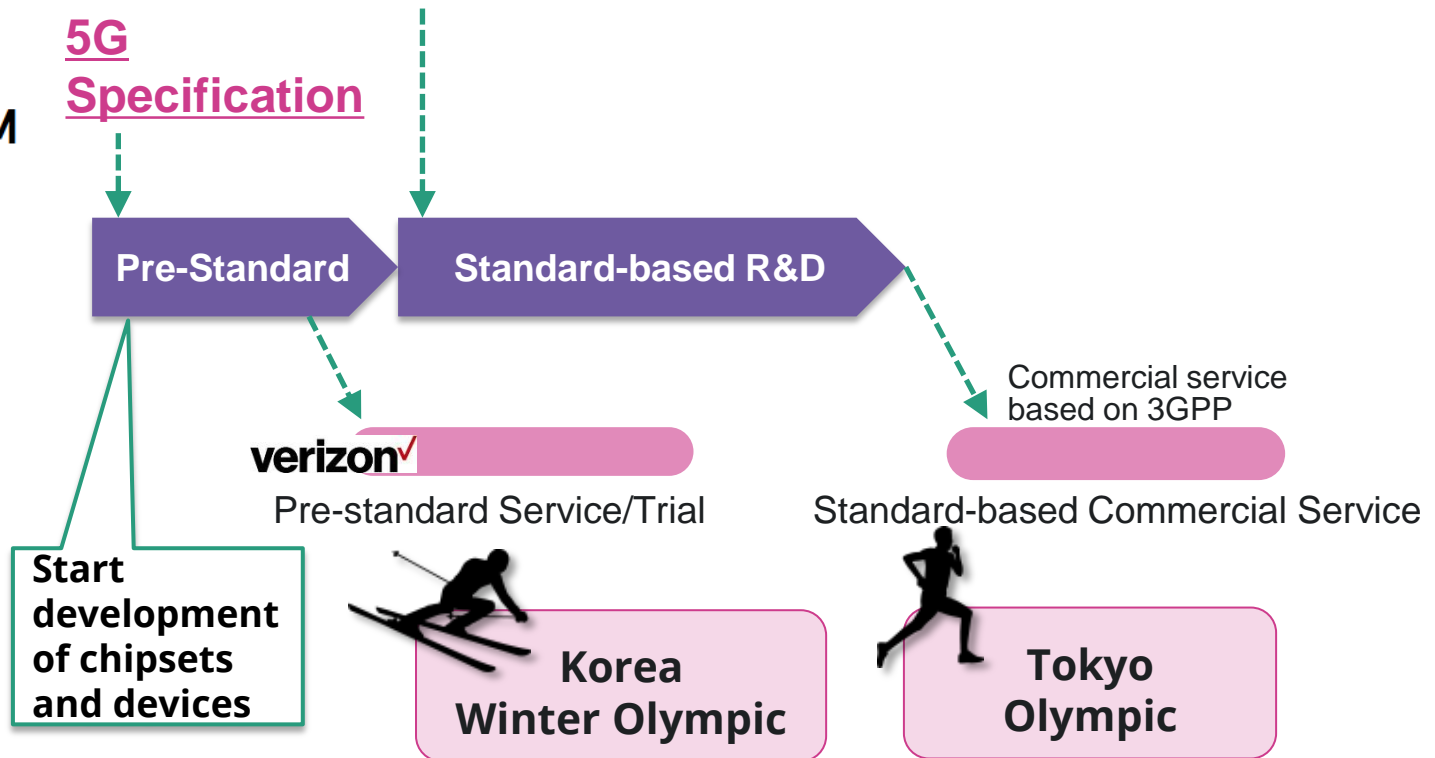 5G
Specification
M
Pre-Standard
Standard-based R&D
Commercial service
based on 3GPP
verizon✓
Pre-standard Service/Trial
Standard-based Commercial Service
Start
development
of chipsets
and devices
Korea
Winter Olympic
Tokyo
Olympic